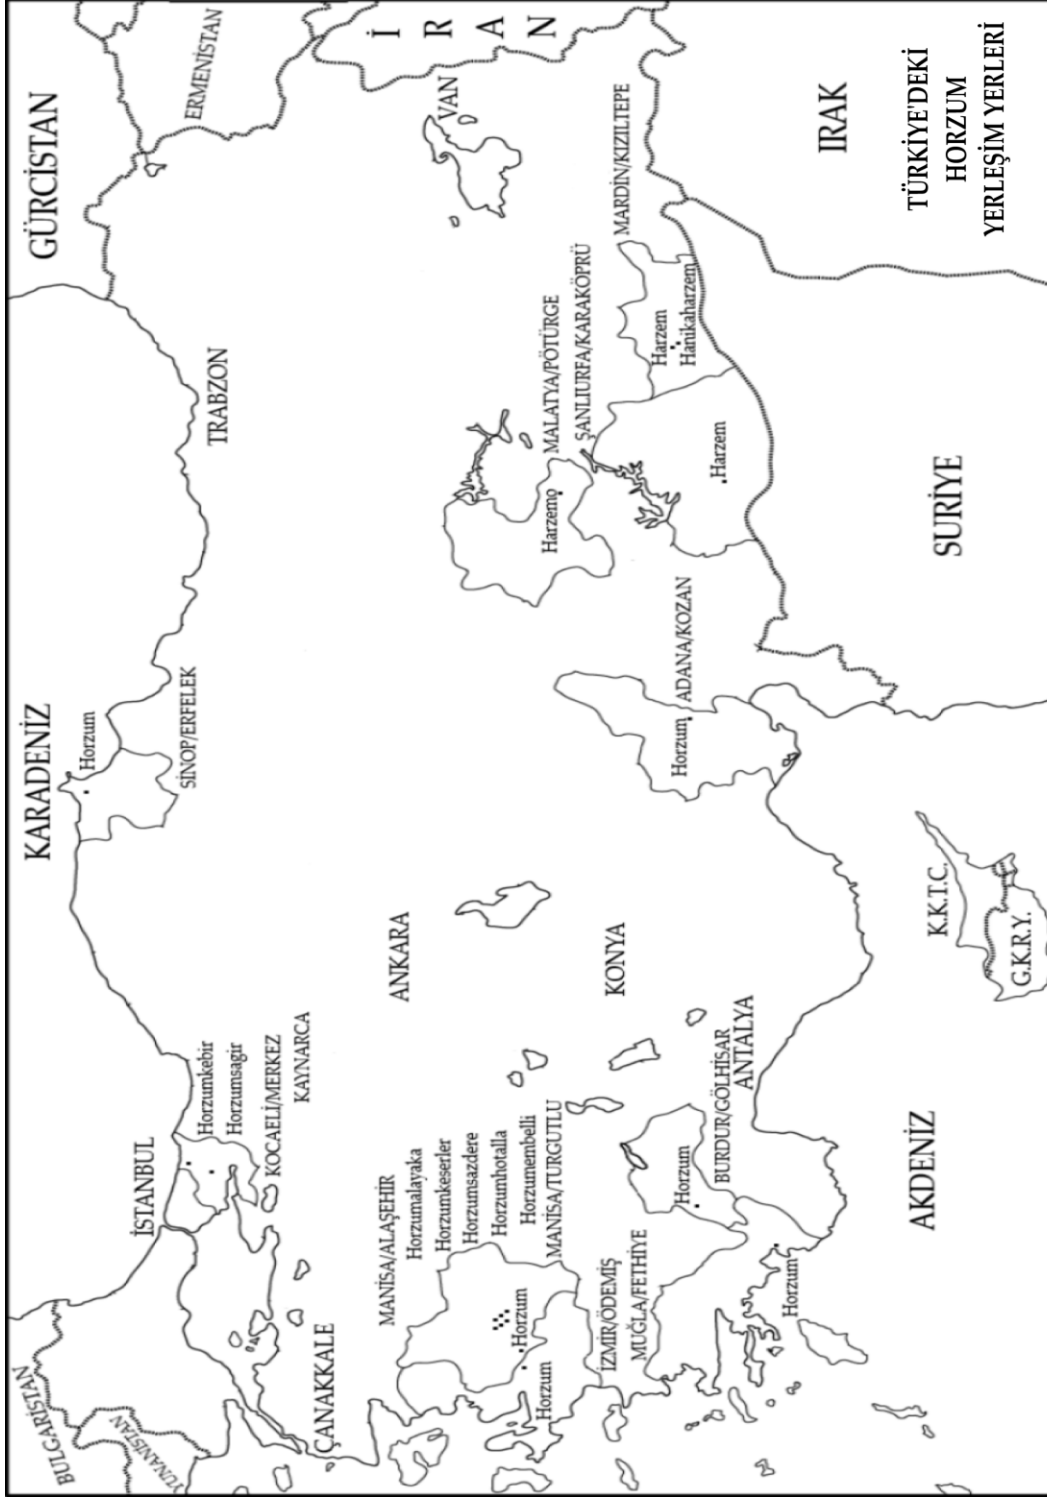 TÜRKİYE'DEKİ
HORZUM
YERLEŞİM YERLERİ
BULGARİSTAN
YUNANİSTAN
KARADENİZ
GÜRCİSTAN
ERMENİSTAN
İRAN
IRAK
SURİYE
AKDENİZ
K.K.T.C.
G.K.R.Y.
İSTANBUL
Horzumkebir
Horzumsagir
KOCAELİ/MERKEZ
KAYNARCA
Horzum
SİNOP/ERFELEK
TRABZON
ÇANAKKALE
ANKARA
VAN
MANİSA/ALAŞEHİR
Horzumalayaka
Horzumkeserler
Horzumsazdere
Horzumhotalla
Horzumembelli
MANİSA/TURGUTLU
Horzum
Horzum
İZMİR/ÖDEMİŞ
MUĞLA/FETHİYE
Horzum
Horzum
BURDUR/GÖLHİSAR
ANTALYA
KONYA
Horzum
ADANA/KOZAN
Harzemo
MALATYA/PÖTÜRGE
ŞANLIURFA/KARAKÖPRÜ
Harzem
MARDİN/KIZILTEPE
Harzem
Hanikaharzem